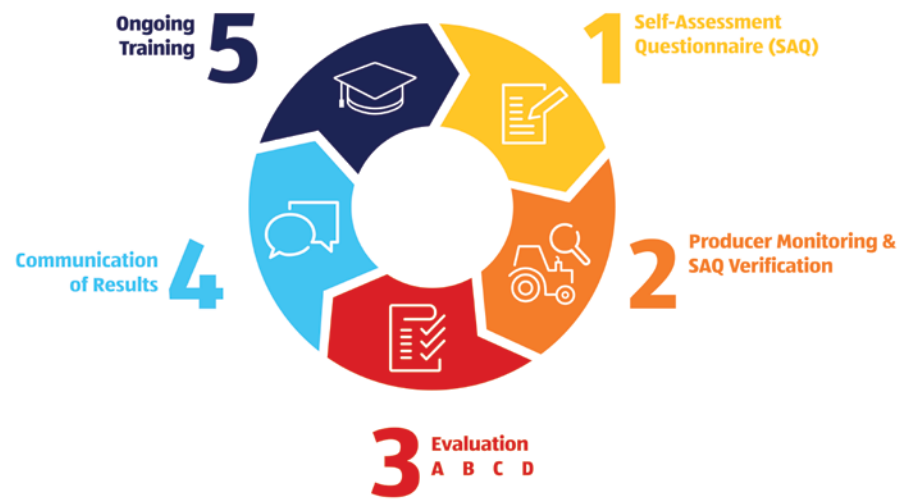 1
Self-Assessment
Questionnaire (SAQ)
2
Producer Monitoring &
SAQ Verification
3
Evaluation
A B C D
4
Communication
of Results
5
Ongoing
Training